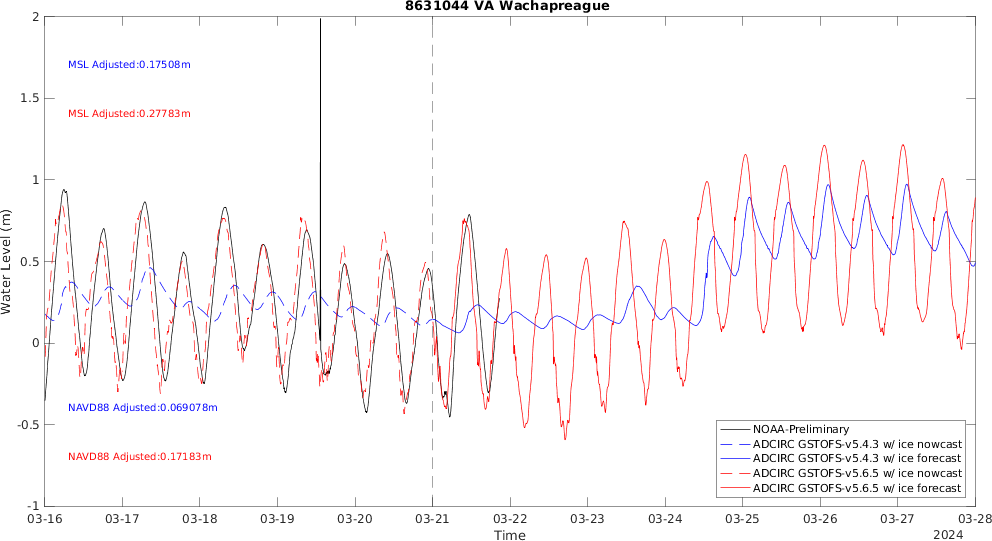 8631044 VA Wachapreague
2
1.5
1
0.5
0
-0.5
-1
Water Level (m)
MSL Adjusted:0.17508m
MSL Adjusted:0.27783m
NAVD88 Adjusted:0.069078m
NAVD88 Adjusted:0.17183m
NOAA-Preliminary
ADCIRC GSTOFS-v5.4.3 w/ ice nowcast
ADCIRC GSTOFS-v5.4.3 w/ ice forecast
ADCIRC GSTOFS-v5.6.5 w/ ice nowcast
ADCIRC GSTOFS-v5.6.5 w/ ice forecast
03-16 03-17 03-18 03-19 03-20 03-21 03-22 03-23 03-24 03-25 03-26 03-27 03-28
Time
2024